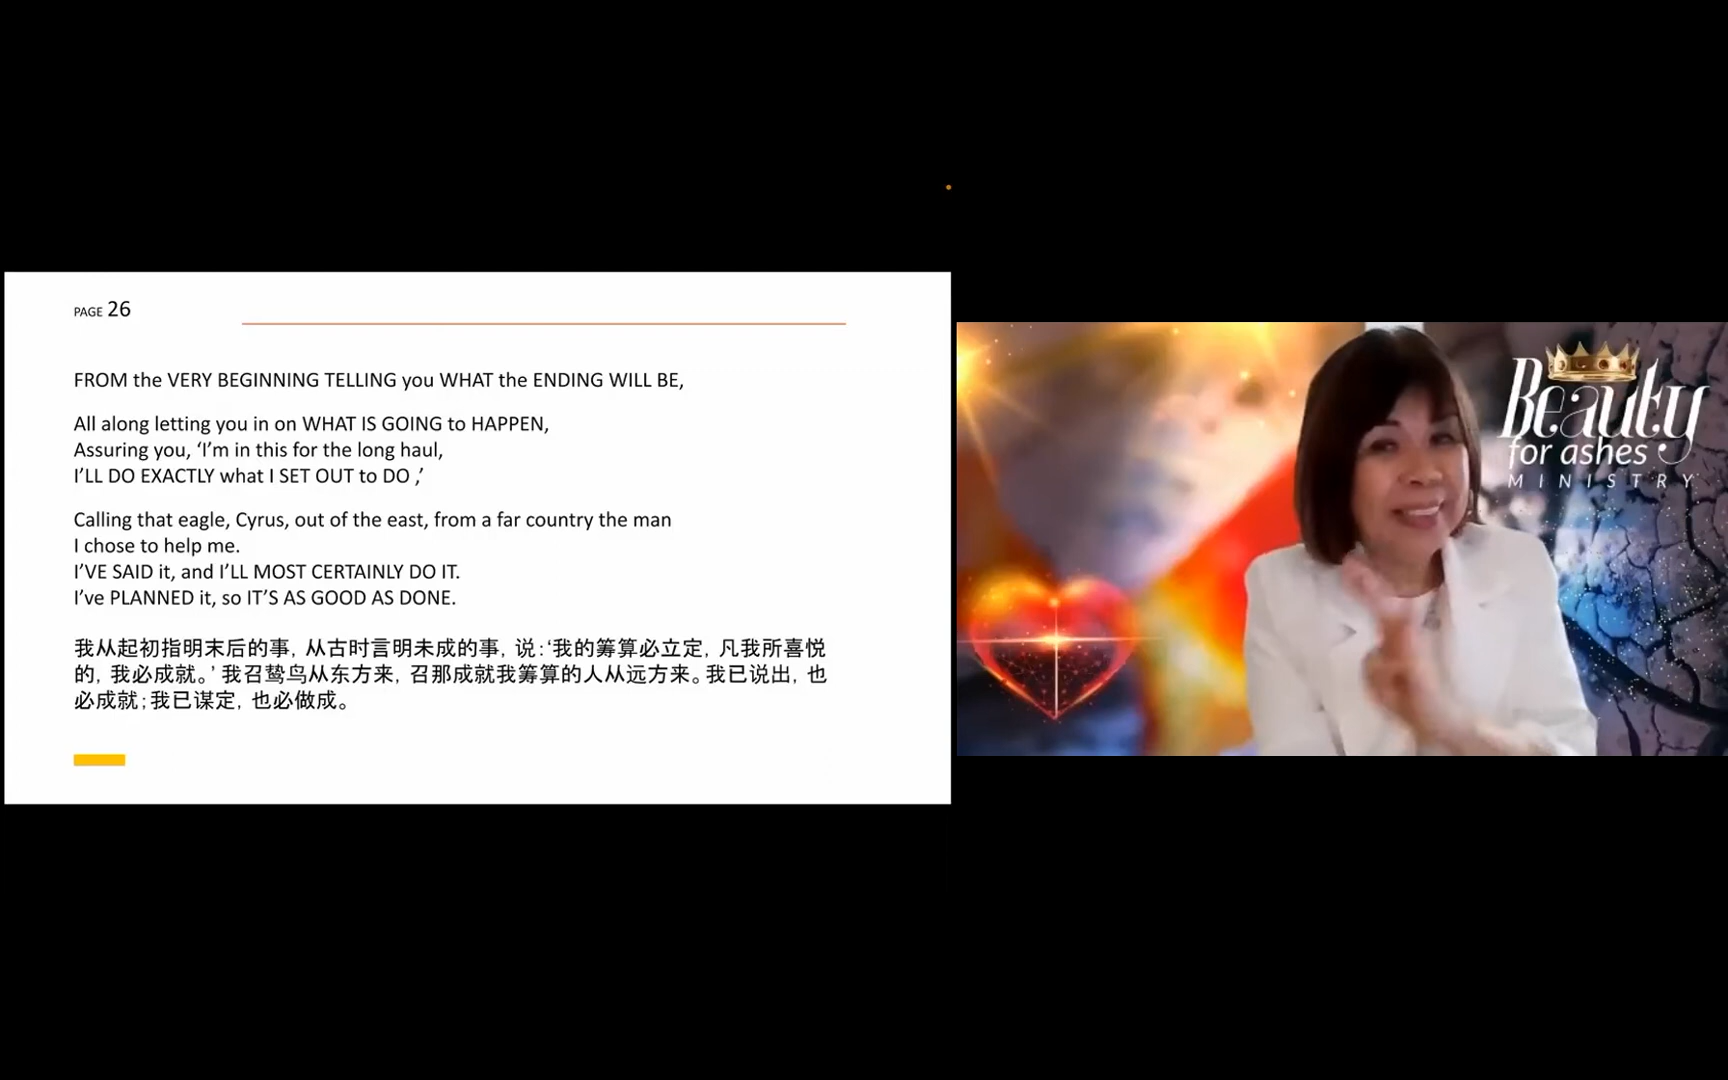 PAGE 26
FROM the VERY BEGINNING TELLING you WHAT the ENDING WILL BE,
All along letting you in on WHAT IS GOING to HAPPEN,
Assuring you, ‘I’m in this for the long haul,
I’LL DO EXACTLY what I SET OUT to DO ,’
Calling that eagle, Cyrus, out of the east, from a far country the man
I chose to help me.
I’VE SAID it, and I’LL MOST CERTAINLY DO IT.
I’ve PLANNED it, so IT’S AS GOOD AS DONE.
我从起初指明末后的事，从古时言明未成的事，说：‘我的筹算必立定，凡我所喜悦
的，我必成就。’ 我召鸷鸟从东方来，召那成就我筹算的人从远方来。我已说出，也
必成就；我已谋定，也必做成。
Beauty
for ashes
MINISTRY